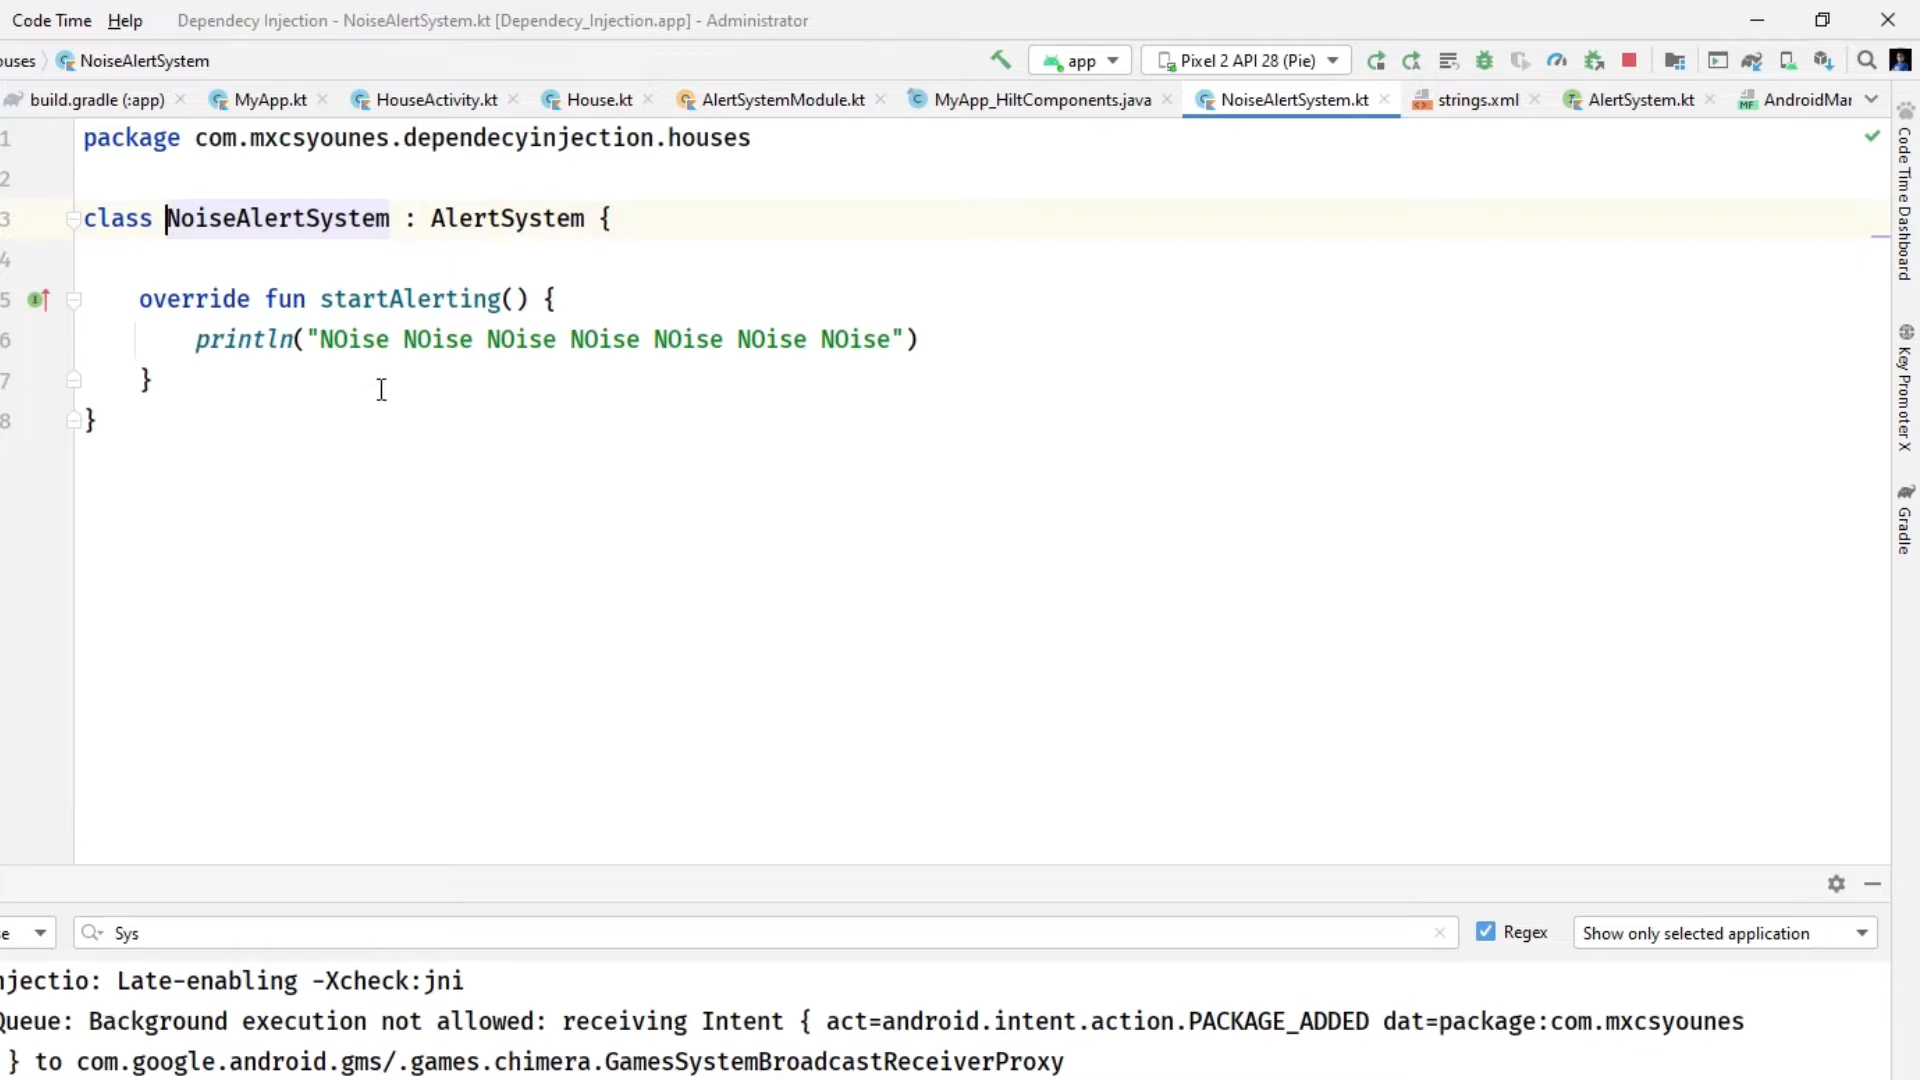 Code Time Help Dependecy Injection - NoiseAlertSystem.kt [Dependecy_Injection.app] - Administrator
ouses NoiseAlertSystem app Pixel 2 API 28 (Pie)
build.gradle (:app) MyApp.kt HouseActivity.kt House.kt AlertSystemModule.kt MyApp_HiltComponents.java NoiseAlertSystem.kt strings.xml AlertSystem.kt AndroidMar
1 package com.mxcsyounes.dependecyinjection.houses
2
3 class NoiseAlertSystem : AlertSystem {
4
5 override fun startAlerting() {
6 println("NOise NOise NOise NOise NOise NOise NOise")
7 }
8 }
Code Time Dashboard
Key Promoter X
Gradle
e Sys Regex Show only selected application
njectio: Late-enabling -Xcheck:jni
Queue: Background execution not allowed: receiving Intent { act=android.intent.action.PACKAGE_ADDED dat=package:com.mxcsyounes
} to com.google.android.gms/.games.chimera.GamesSystemBroadcastReceiverProxy